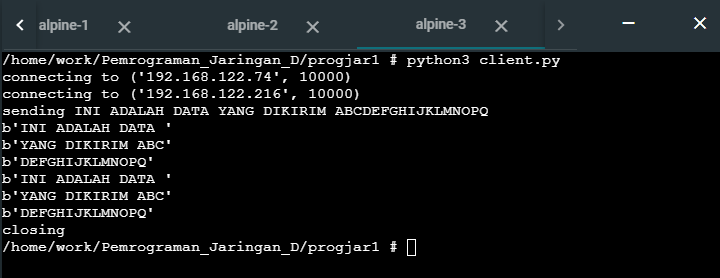 alpine-1 alpine-2 alpine-3
/home/work/Pemrograman_Jaringan_D/progjar1 # python3 client.py
connecting to ('192.168.122.74', 10000)
connecting to ('192.168.122.216', 10000)
sending INI ADALAH DATA YANG DIKIRIM ABCDEFGHIJKLMNOPQ
b'INI ADALAH DATA '
b'YANG DIKIRIM ABC'
b'DEFGHIJKLMNOPQ'
b'INI ADALAH DATA '
b'YANG DIKIRIM ABC'
b'DEFGHIJKLMNOPQ'
closing
/home/work/Pemrograman_Jaringan_D/progjar1 #